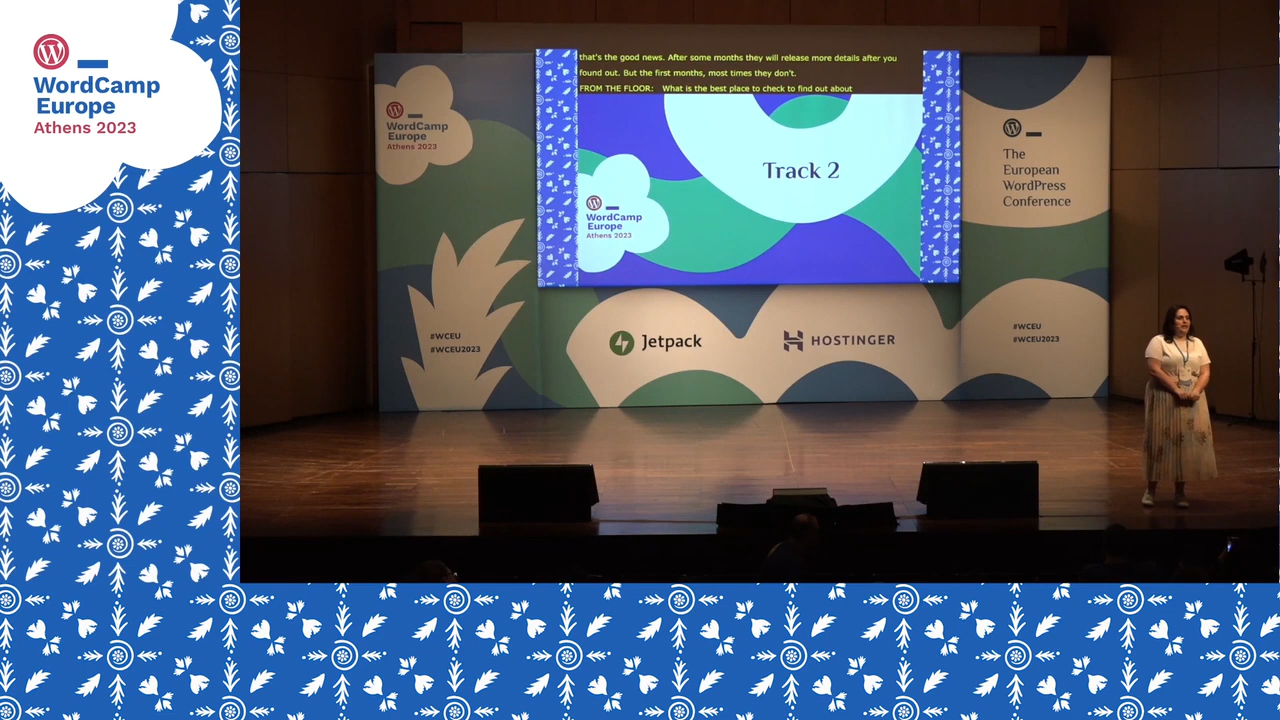 WordCamp
Europe
Athens 2023
that's the good news. After some months they will release more details after you
found out. But the first months, most times they don't.
FROM THE FLOOR: What is the best place to check to find out about
Track 2
WordCamp
Europe
Athens 2023
WordCamp
Europe
Athens 2023
The
European
WordPress
Conference
#WCEU
#WCEU2023
Jetpack
HOSTINGER
#WCEU
#WCEU2023